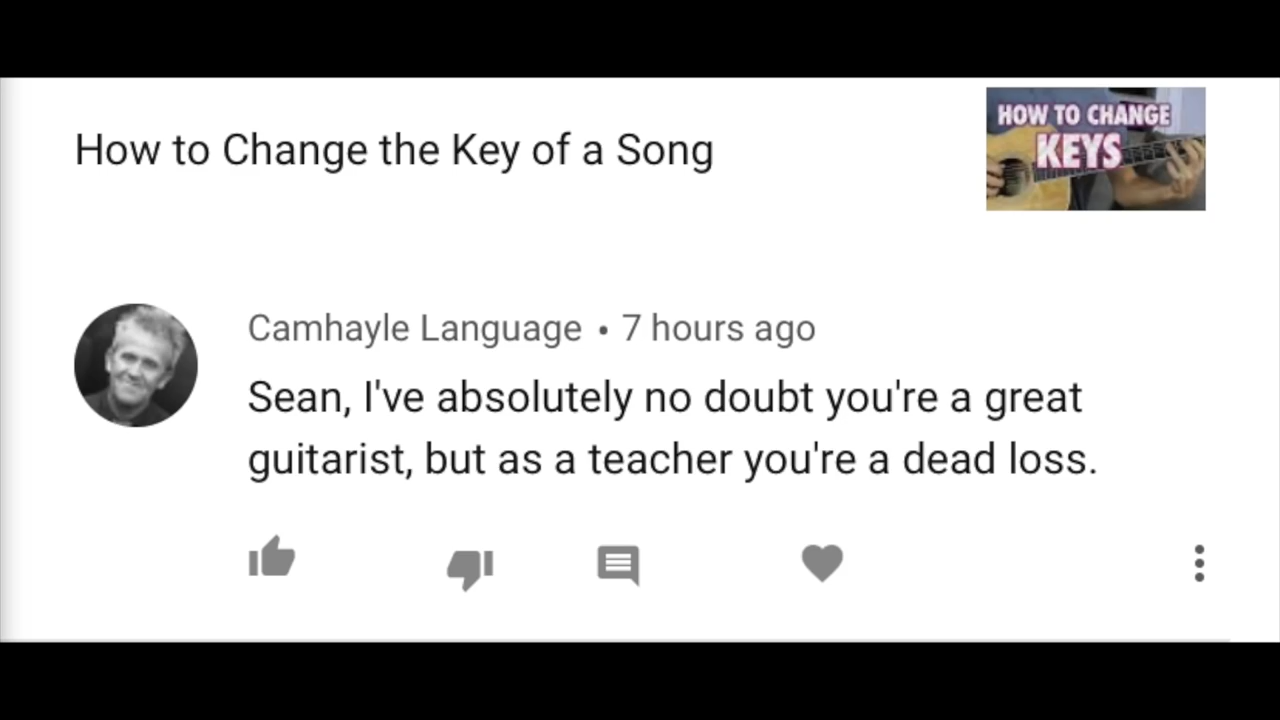 How to Change the Key of a Song
HOW TO CHANGE
KEYS
Camhayle Language • 7 hours ago
Sean, I've absolutely no doubt you're a great
guitarist, but as a teacher you're a dead loss.